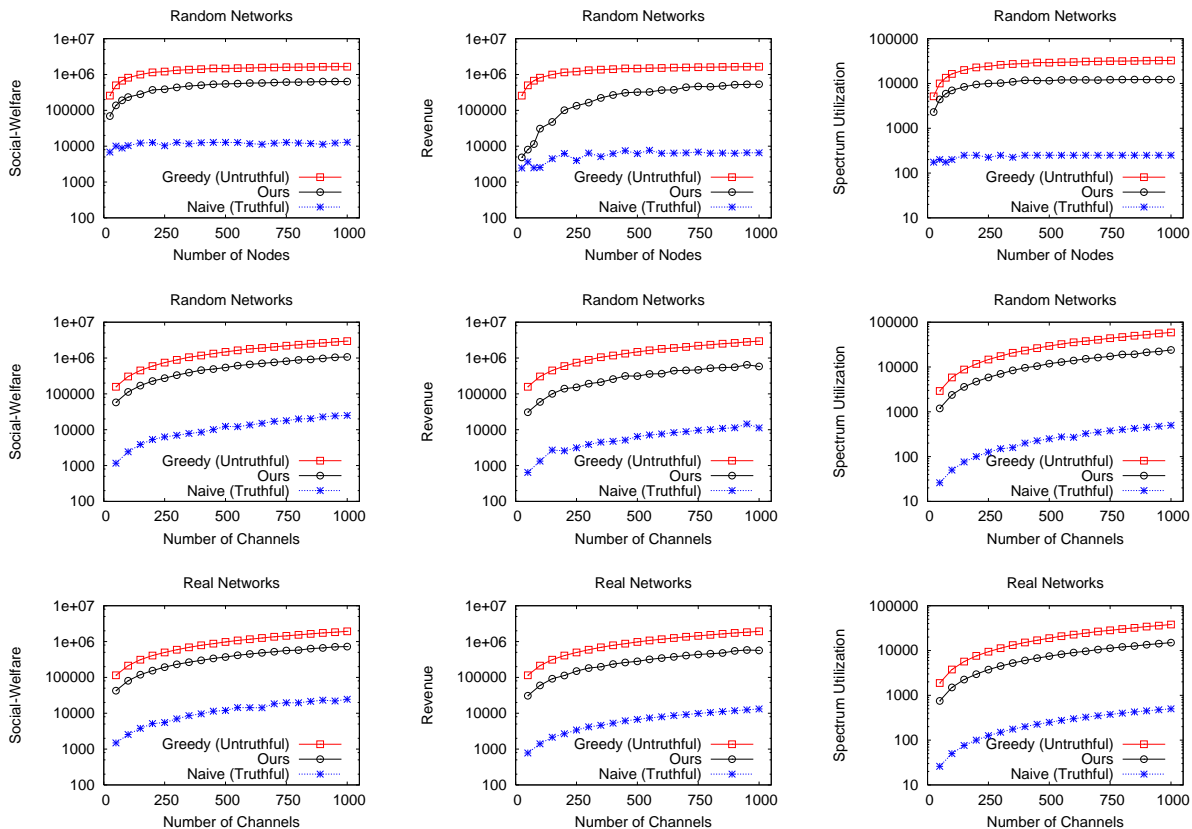 Random Networks
Social-Welfare
1e+07
1e+06
100000
10000
1000
100
Greedy (Untruthful)
Ours
Naive (Truthful)
0 250 500 750 1000
Number of Nodes
Random Networks
Revenue
1e+07
1e+06
100000
10000
1000
100
Greedy (Untruthful)
Ours
Naive (Truthful)
0 250 500 750 1000
Number of Nodes
Random Networks
Spectrum Utilization
100000
10000
1000
100
10
Greedy (Untruthful)
Ours
Naive (Truthful)
0 250 500 750 1000
Number of Nodes
Random Networks
Social-Welfare
1e+07
1e+06
100000
10000
1000
100
Greedy (Untruthful)
Ours
Naive (Truthful)
0 250 500 750 1000
Number of Channels
Random Networks
Revenue
1e+07
1e+06
100000
10000
1000
100
Greedy (Untruthful)
Ours
Naive (Truthful)
0 250 500 750 1000
Number of Channels
Random Networks
Spectrum Utilization
100000
10000
1000
100
10
Greedy (Untruthful)
Ours
Naive (Truthful)
0 250 500 750 1000
Number of Channels
Real Networks
Social-Welfare
1e+07
1e+06
100000
10000
1000
100
Greedy (Untruthful)
Ours
Naive (Truthful)
0 250 500 750 1000
Number of Channels
Real Networks
Revenue
1e+07
1e+06
100000
10000
1000
100
Greedy (Untruthful)
Ours
Naive (Truthful)
0 250 500 750 1000
Number of Channels
Real Networks
Spectrum Utilization
100000
10000
1000
100
10
Greedy (Untruthful)
Ours
Naive (Truthful)
0 250 500 750 1000
Number of Channels